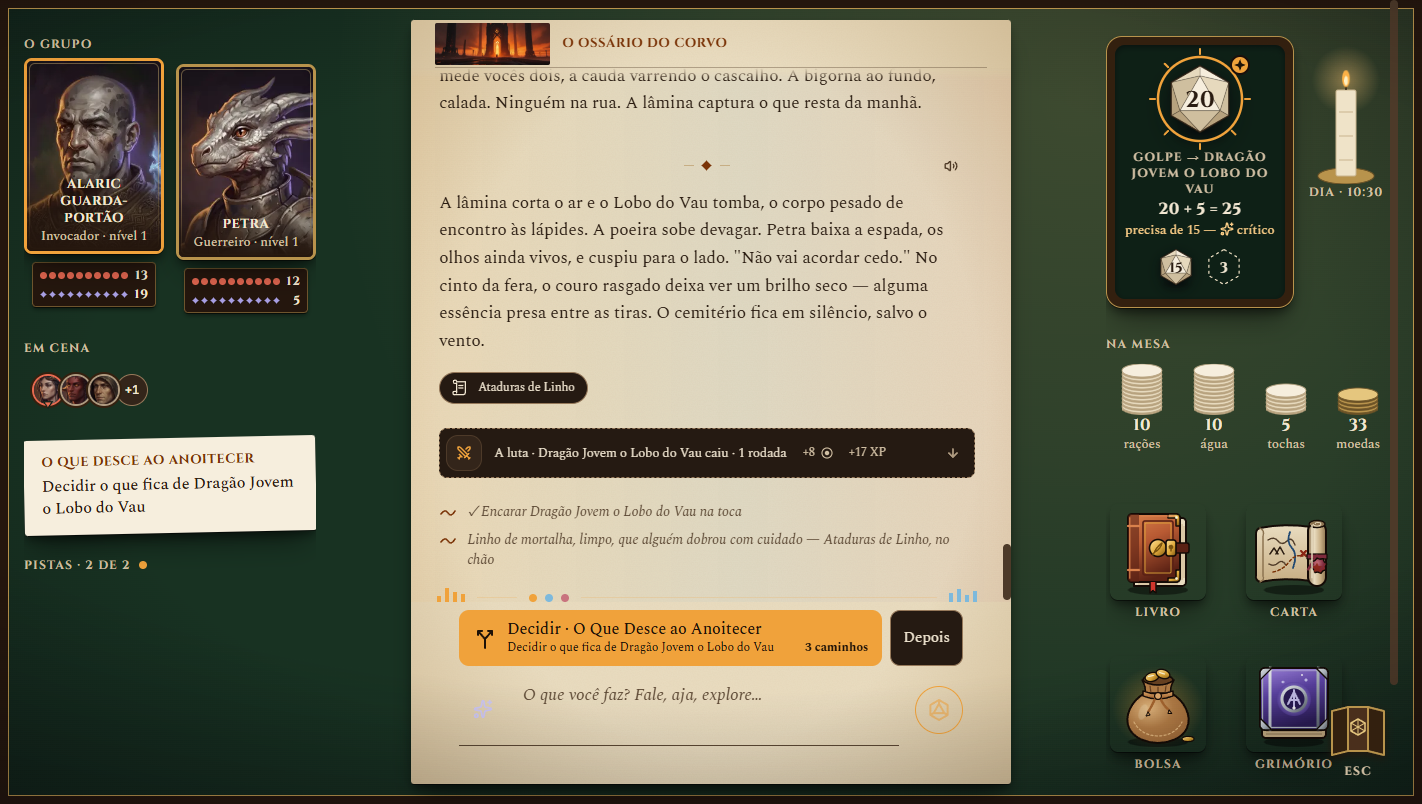 O GRUPO
ALARIC
GUARDA-
PORTÃO
Invocador · nível 1
13
19
PETRA
Guerreiro · nível 1
12
5
EM CENA
+1
O QUE DESCE AO ANOITECER
Decidir o que fica de Dragão Jovem
o Lobo do Vau
PISTAS · 2 DE 2
O OSSÁRIO DO CORVO
mede vocês dois, a cauda varrendo o cascalho. A bigorna ao fundo,
calada. Ninguém na rua. A lâmina captura o que resta da manhã.
A lâmina corta o ar e o Lobo do Vau tomba, o corpo pesado de
encontro às lápides. A poeira sobe devagar. Petra baixa a espada, os
olhos ainda vivos, e cuspiu para o lado. "Não vai acordar cedo." No
cinto da fera, o couro rasgado deixa ver um brilho seco — alguma
essência presa entre as tiras. O cemitério fica em silêncio, salvo o
vento.
Ataduras de Linho
A luta · Dragão Jovem o Lobo do Vau caiu · 1 rodada +8 +17 XP
✓Encarar Dragão Jovem o Lobo do Vau na toca
Linho de mortalha, limpo, que alguém dobrou com cuidado — Ataduras de Linho, no
chão
Decidir · O Que Desce ao Anoitecer
Decidir o que fica de Dragão Jovem o Lobo do Vau
3 caminhos
Depois
O que você faz? Fale, aja, explore...
20
GOLPE → DRAGÃO
JOVEM O LOBO DO
VAU
20 + 5 = 25
precisa de 15 — crítico
15
3
DIA · 10:30
NA MESA
10
rações
10
água
5
tochas
33
moedas
LIVRO
CARTA
BOLSA
GRIMÓRIO
ESC